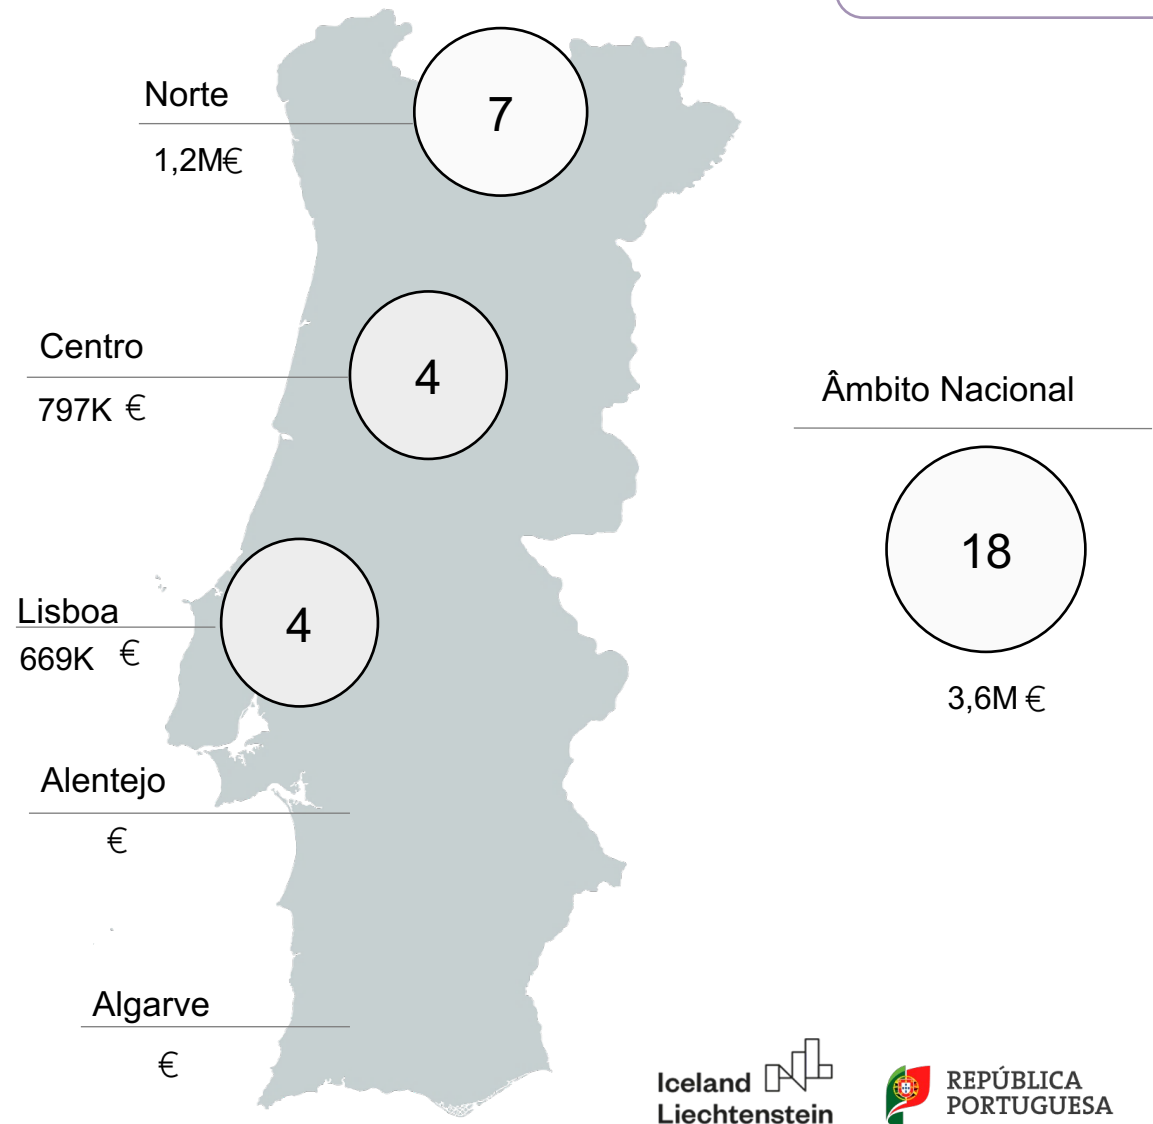 Norte
7
1,2M€
Centro
4
797K €
Âmbito Nacional
18
3,6M €
Lisboa
4
669K €
Alentejo
€
Algarve
€
Iceland
Liechtenstein
REPÚBLICA
PORTUGUESA